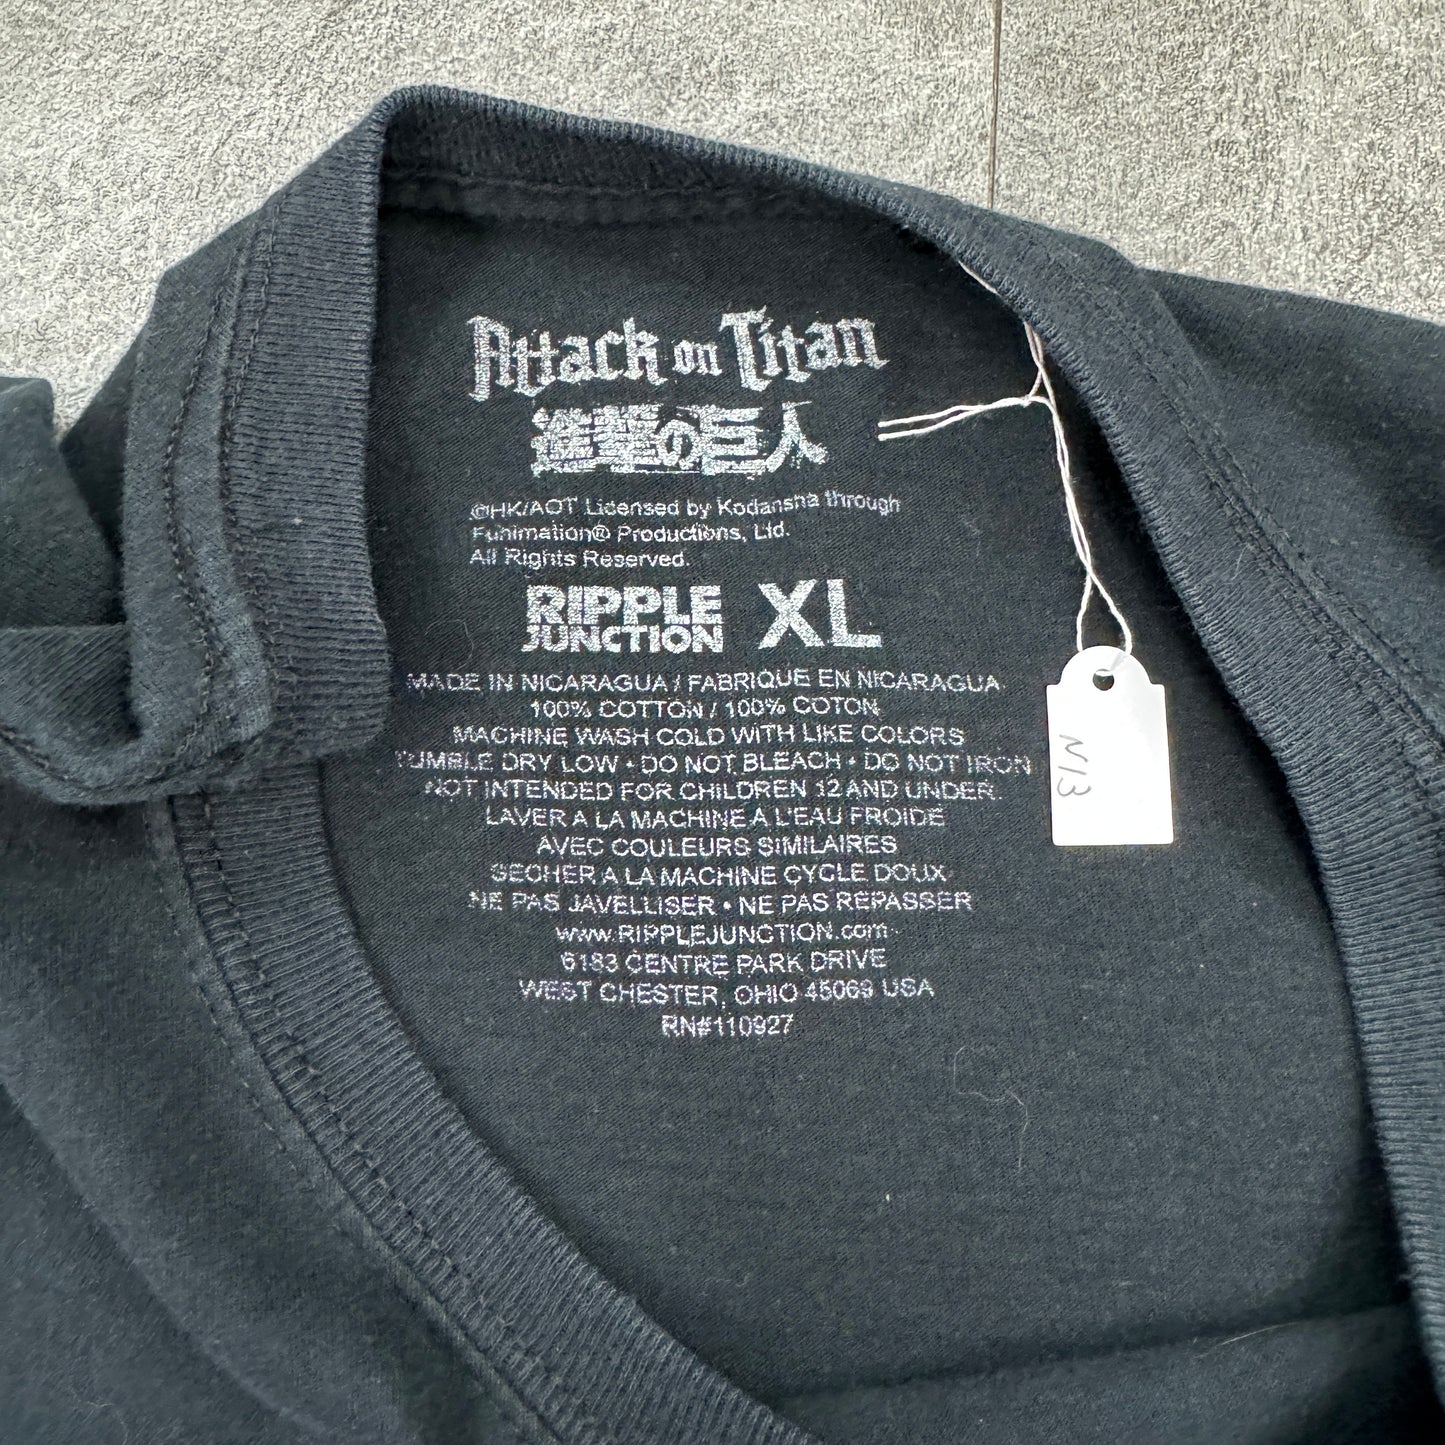 Attack on Titan
進撃の巨人
©HK/AOT Licensed by Kodansha through
Funimation® Productions, Ltd.
All Rights Reserved.
RIPPLE
JUNCTION
XL
MADE IN NICARAGUA / FABRIQUE EN NICARAGUA
100% COTTON / 100% COTON
MACHINE WASH COLD WITH LIKE COLORS
TUMBLE DRY LOW • DO NOT BLEACH • DO NOT IRON
NOT INTENDED FOR CHILDREN 12 AND UNDER.
LAVER A LA MACHINE A L'EAU FROIDE
AVEC COULEURS SIMILAIRES
SECHER A LA MACHINE CYCLE DOUX
NE PAS JAVELLISER • NE PAS REPASSER
www.RIPPLEJUNCTION.com
6183 CENTRE PARK DRIVE
WEST CHESTER, OHIO 45069 USA
RN#110927
N13